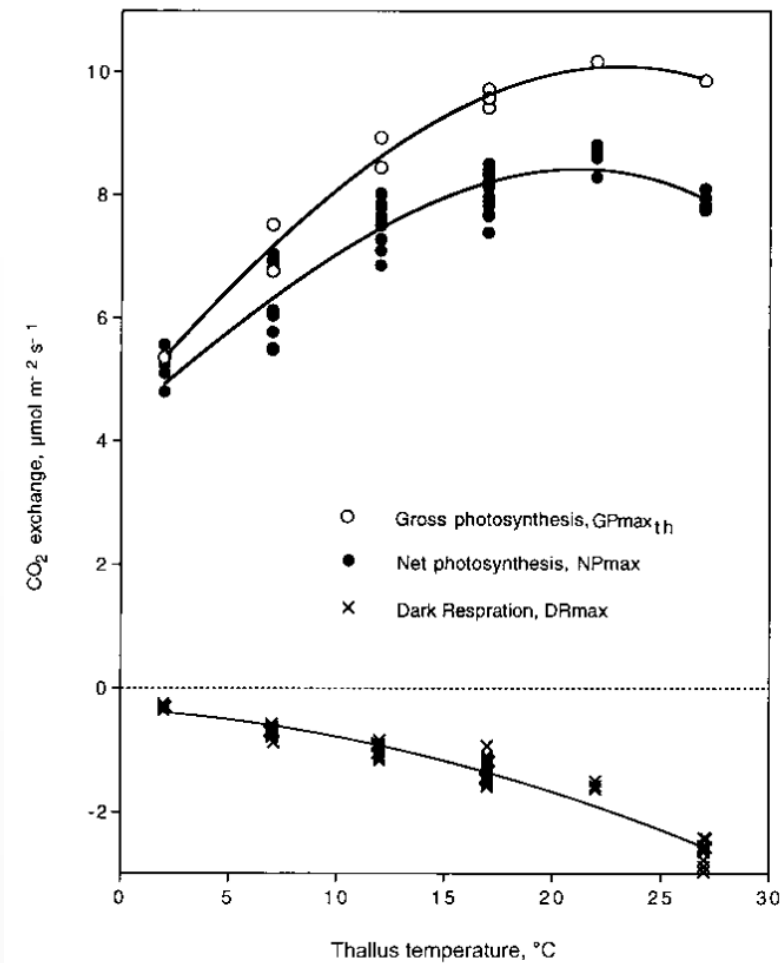 10
8
6
4
2
0
-2
CO₂ exchange, μmol m⁻² s⁻¹
Gross photosynthesis, GPmaxₜₕ
Net photosynthesis, NPmax
Dark Respration, DRmax
0 5 10 15 20 25 30
Thallus temperature, °C